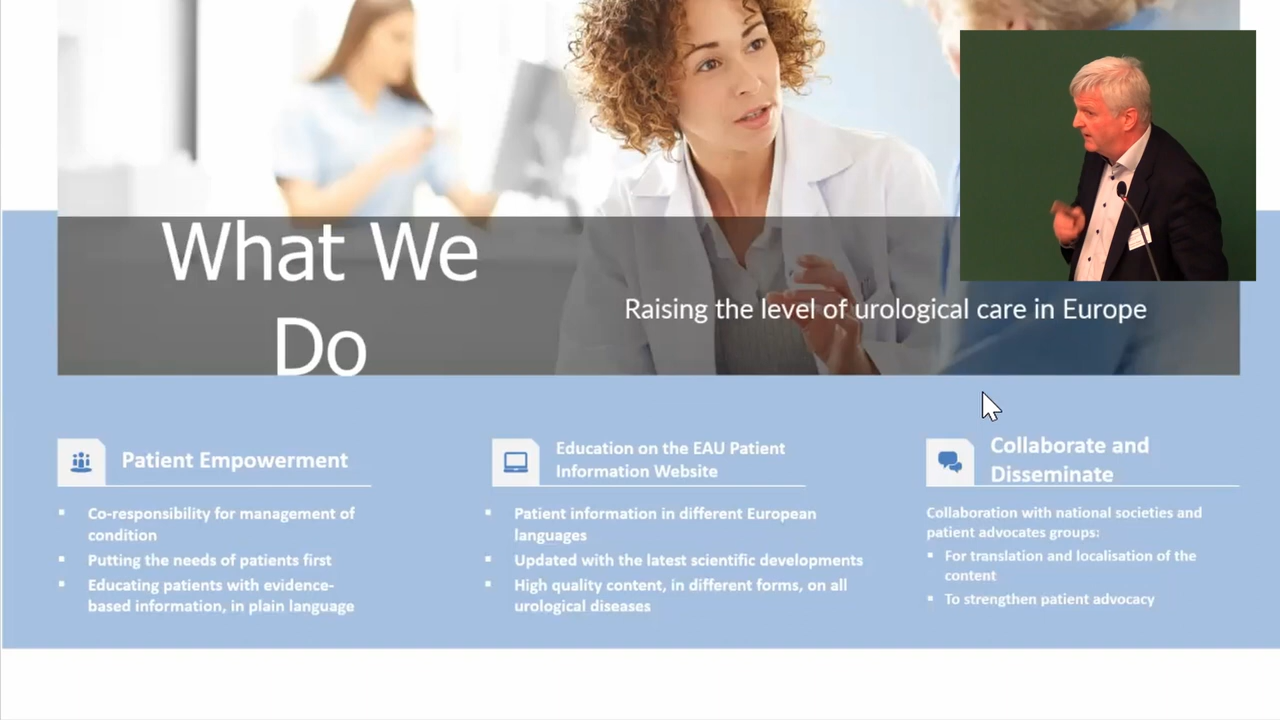 What We
Do
Raising the level of urological care in Europe
Patient Empowerment
▪ Co-responsibility for management of
condition
▪ Putting the needs of patients first
▪ Educating patients with evidence-
based information, in plain language
Education on the EAU Patient
Information Website
▪ Patient information in different European
languages
▪ Updated with the latest scientific developments
▪ High quality content, in different forms, on all
urological diseases
Collaborate and
Disseminate
Collaboration with national societies and
patient advocates groups:
▪ For translation and localisation of the
content
▪ To strengthen patient advocacy